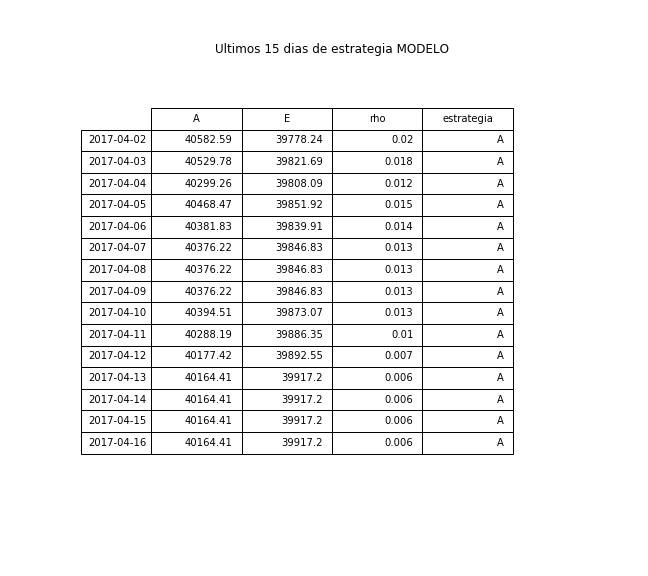 Ultimos 15 dias de estrategia MODELO
A E rho estrategia
2017-04-02 40582.59 39778.24 0.02 A
2017-04-03 40529.78 39821.69 0.018 A
2017-04-04 40299.26 39808.09 0.012 A
2017-04-05 40468.47 39851.92 0.015 A
2017-04-06 40381.83 39839.91 0.014 A
2017-04-07 40376.22 39846.83 0.013 A
2017-04-08 40376.22 39846.83 0.013 A
2017-04-09 40376.22 39846.83 0.013 A
2017-04-10 40394.51 39873.07 0.013 A
2017-04-11 40288.19 39886.35 0.01 A
2017-04-12 40177.42 39892.55 0.007 A
2017-04-13 40164.41 39917.2 0.006 A
2017-04-14 40164.41 39917.2 0.006 A
2017-04-15 40164.41 39917.2 0.006 A
2017-04-16 40164.41 39917.2 0.006 A